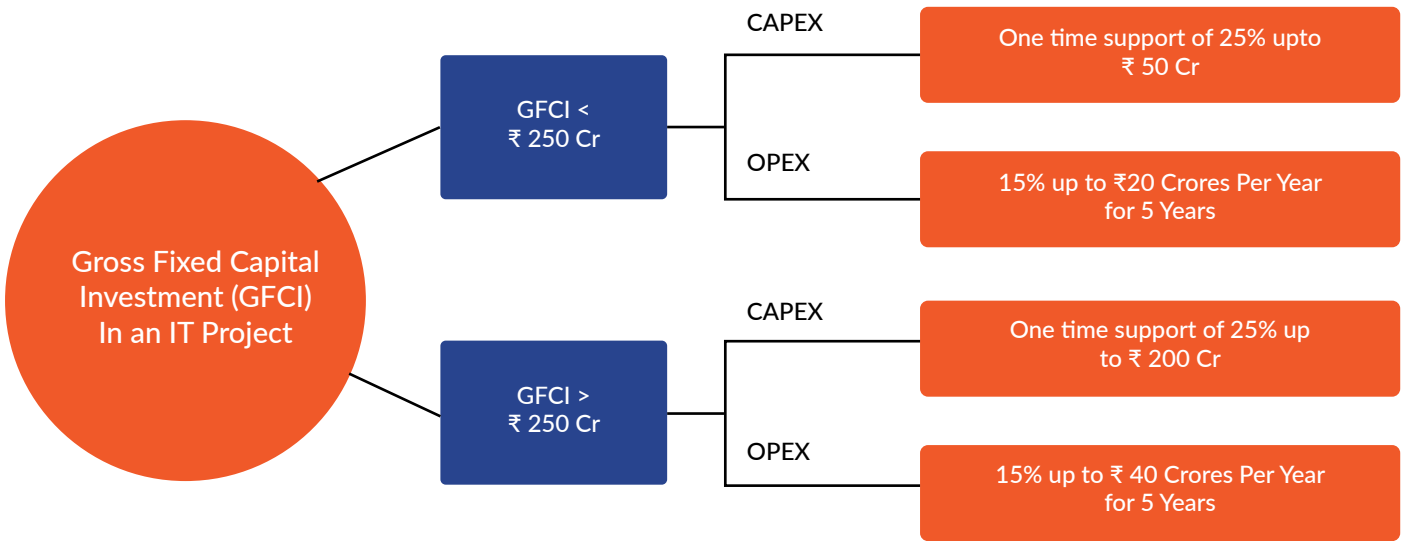 Gross Fixed Capital
Investment (GFCI)
In an IT Project
GFCI <
₹ 250 Cr
CAPEX
One time support of 25% upto
₹ 50 Cr
OPEX
15% up to ₹20 Crores Per Year
for 5 Years
GFCI >
₹ 250 Cr
CAPEX
One time support of 25% up
to ₹ 200 Cr
OPEX
15% up to ₹ 40 Crores Per Year
for 5 Years